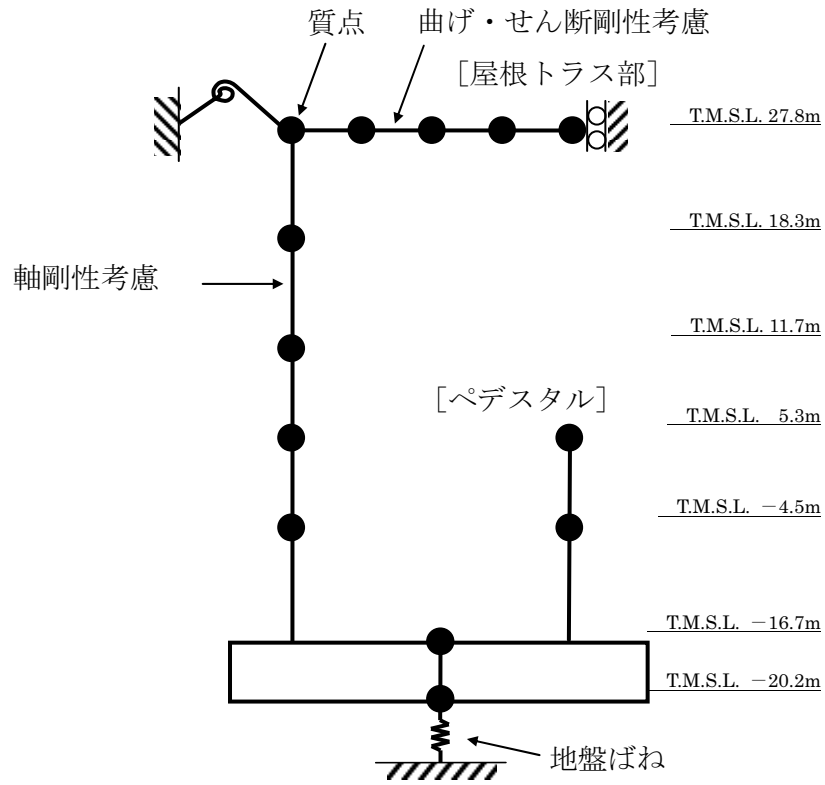 質点
曲げ・せん断剛性考慮
［屋根トラス部］
T.M.S.L. 27.8m
T.M.S.L. 18.3m
軸剛性考慮
T.M.S.L. 11.7m
［ペデスタル］
T.M.S.L. 5.3m
T.M.S.L. －4.5m
T.M.S.L. －16.7m
T.M.S.L. －20.2m
地盤ばね